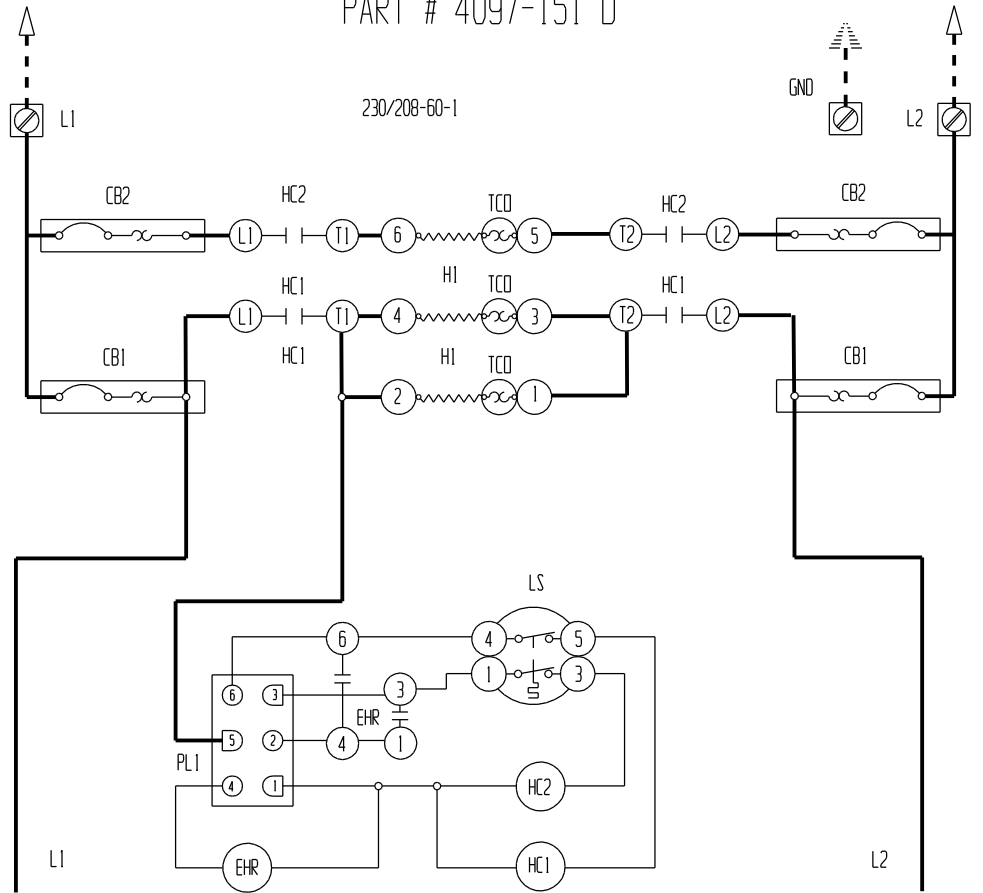 PART # 4097-151 D
GND
230/208-60-1
L1
L2
CB2
HC2
TCO
HC2
CB2
L1
T1
6
5
T2
L2
H1
HC1
TCO
HC1
L1
T1
4
3
T2
L2
CB1
HC1
H1
TCO
CB1
2
1
LS
6
4
5
1
3
6
3
3
EHR
5
2
4
1
PL1
4
1
HC2
EHR
HC1
L1
L2